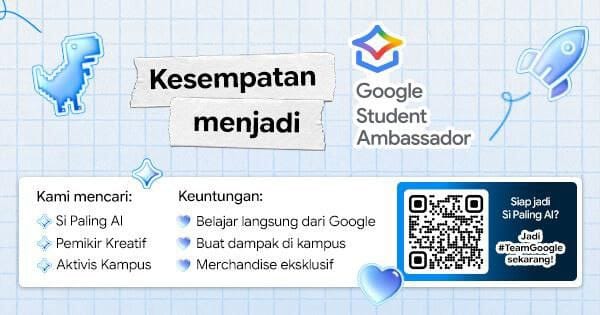 Kesempatan
menjadi
Google
Student
Ambassador
Kami mencari:
Si Paling AI
Pemikir Kreatif
Aktivis Kampus
Keuntungan:
Belajar langsung dari Google
Buat dampak di kampus
Merchandise eksklusif
Siap jadi
Si Paling AI?
Jadi
#TeamGoogle
sekarang!